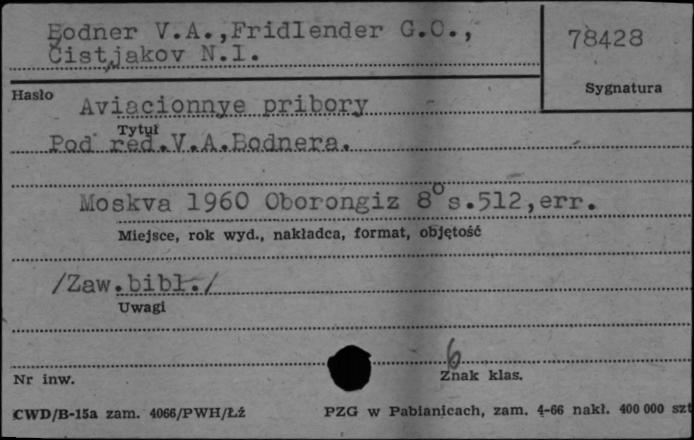 Bodner V.A.,Fridlender G.O.,
Čistjakov N.I.
78428
Sygnatura
Hasło
Aviacionnye pribory
Tytuł
Pod red.V.A.Bodnera.
Moskva 1960 Oborongiz 8° s.512,err.
Miejsce, rok wyd., nakładca, format, objętość
/Zaw.bibl./
Uwagi
6
Nr inw.
Znak klas.
CWD/B-15a zam. 4066/PWH/Łż
PZG w Pabianicach, zam. 4-66 nakł. 400 000 szt